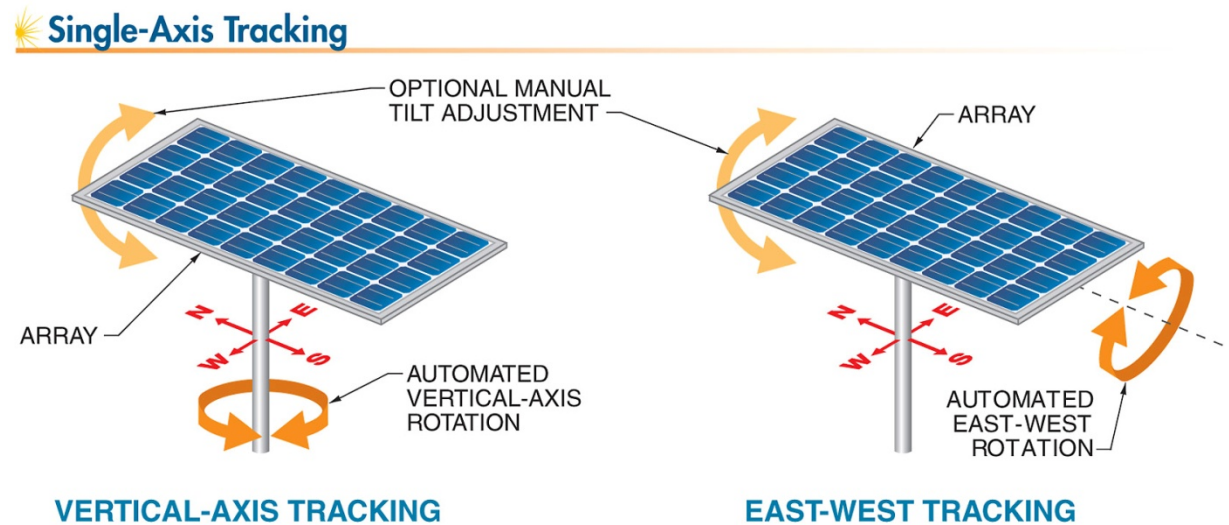 Single-Axis Tracking
OPTIONAL MANUAL
TILT ADJUSTMENT
ARRAY
N
E
W
S
AUTOMATED
VERTICAL-AXIS
ROTATION
VERTICAL-AXIS TRACKING
ARRAY
N
E
W
S
AUTOMATED
EAST-WEST
ROTATION
EAST-WEST TRACKING